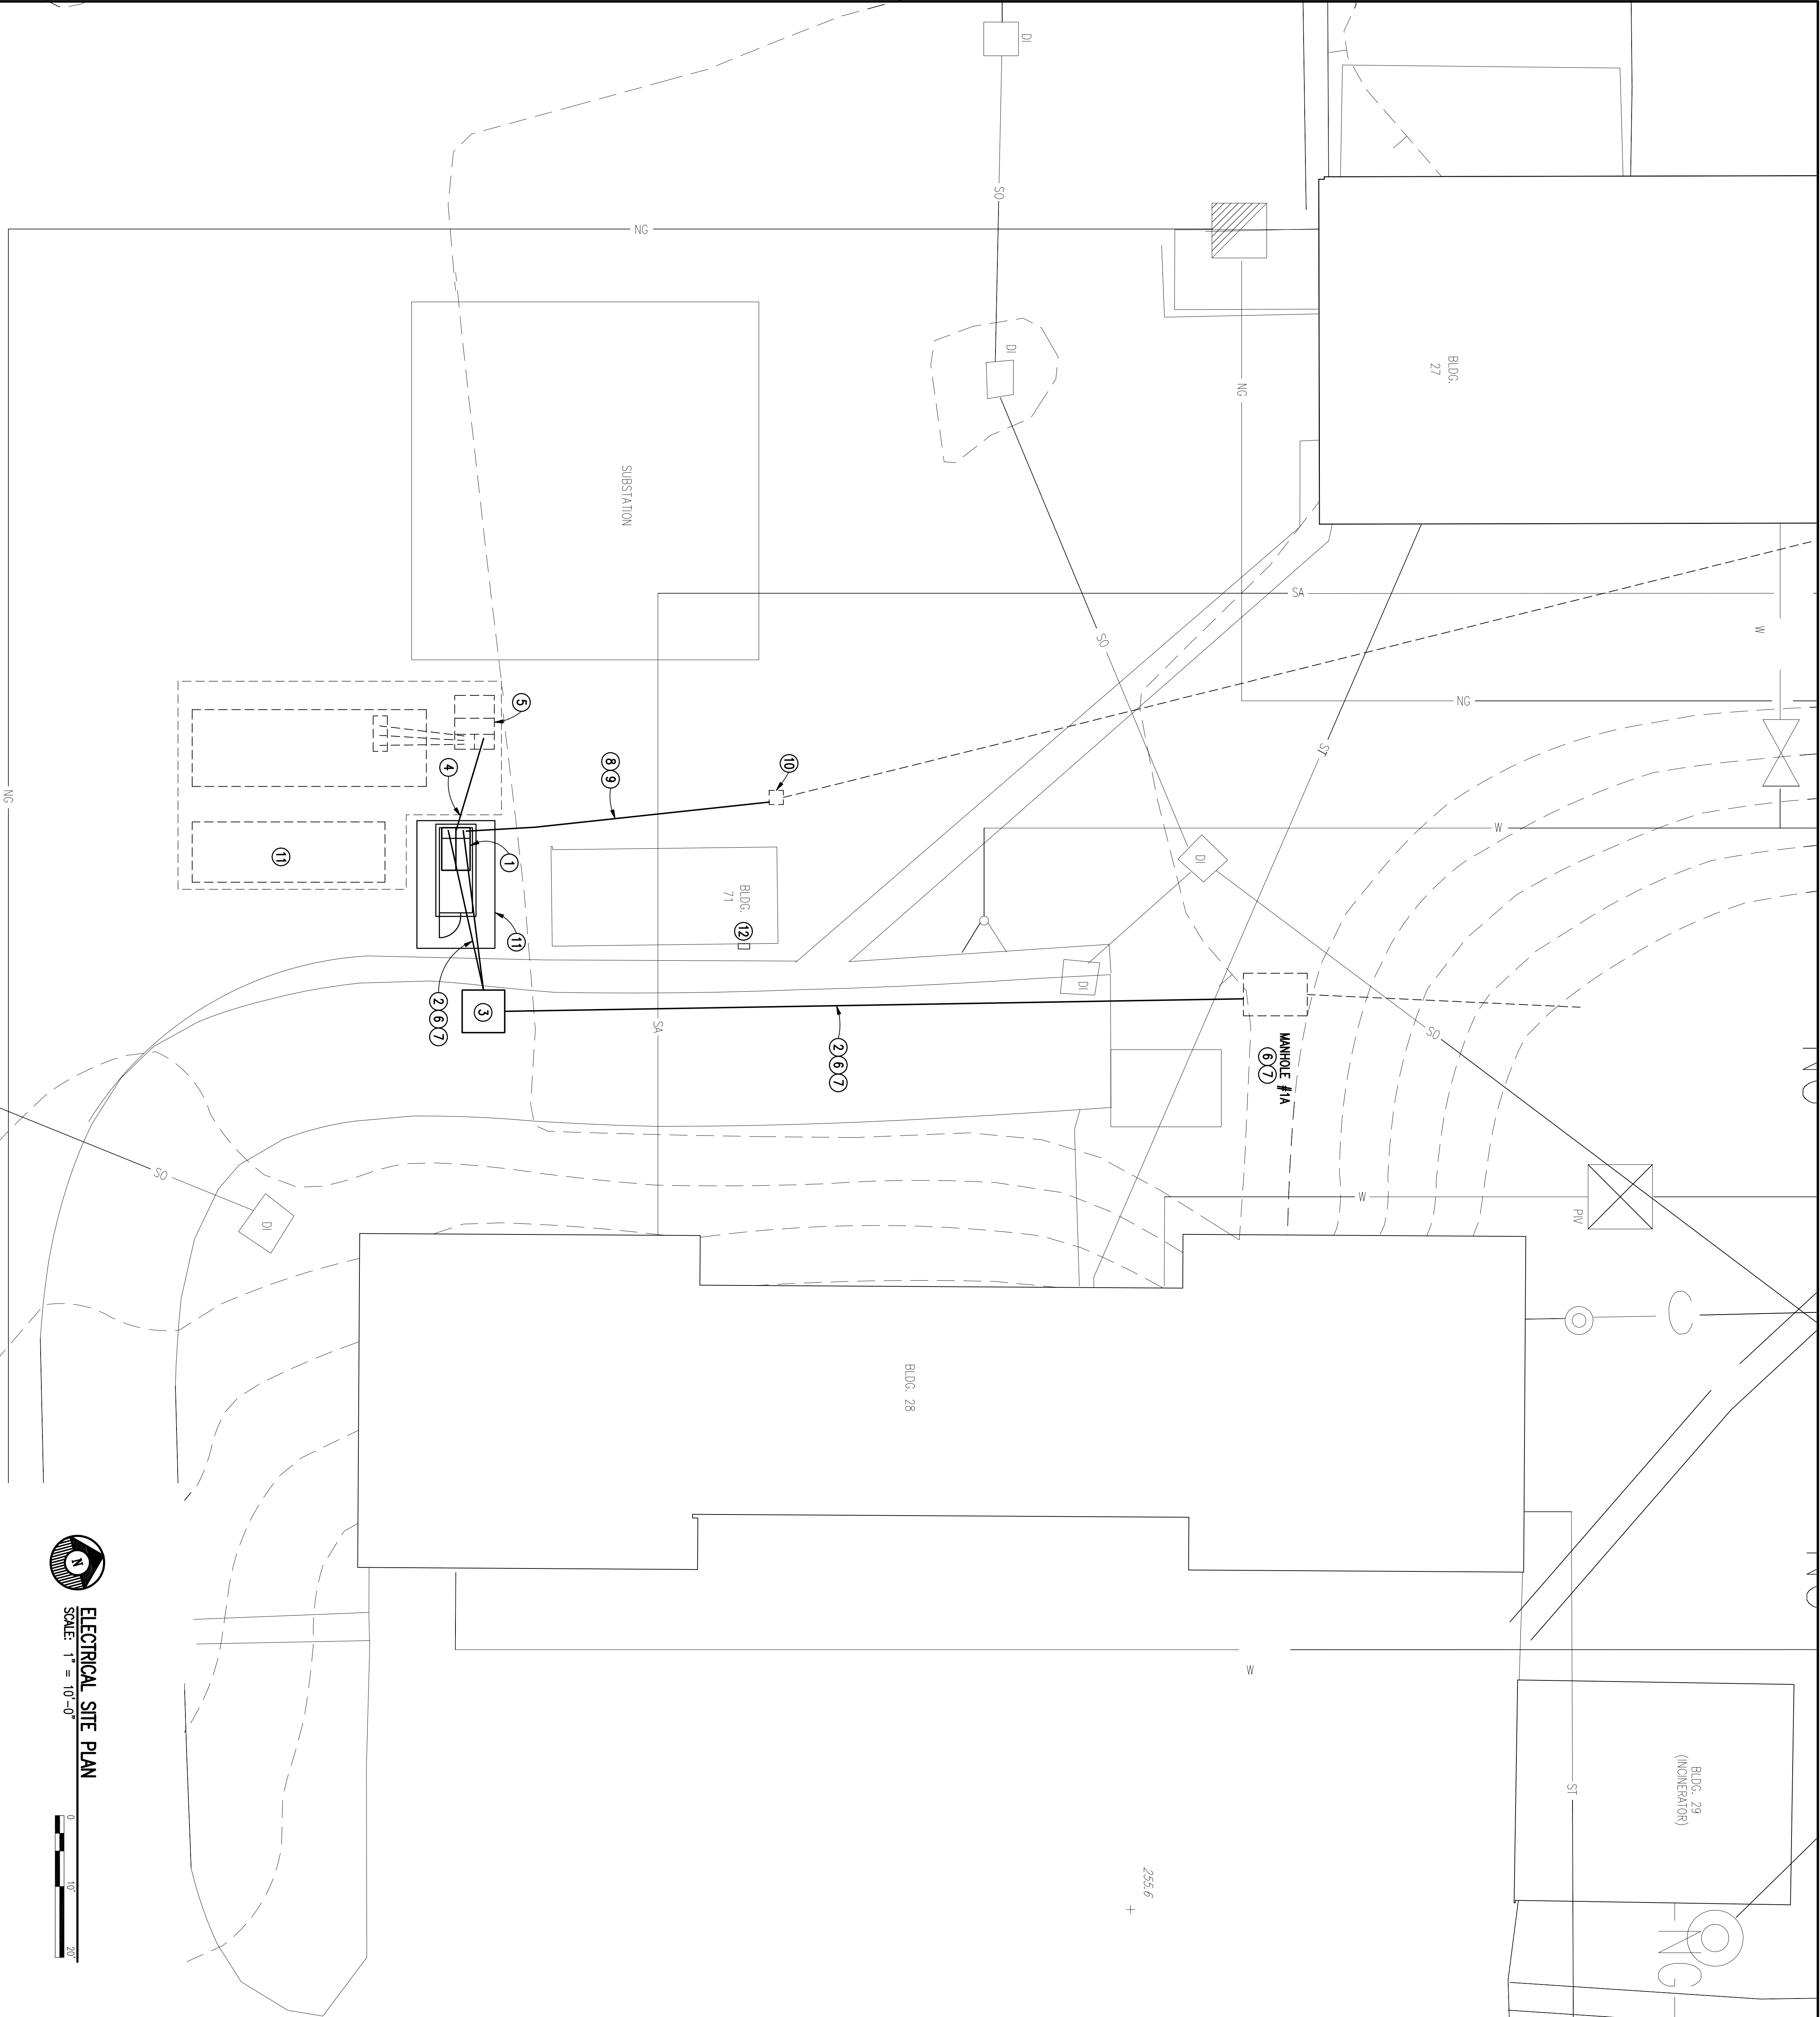 DI
SO
NG
BLDG.
27
DI
NG
SUBSTATION
SA
SO
W
NG
ST
5
10
8 9
4
W
1
11
DI
BLDG.
71
12
11
DI
3
2 6 7
SA
2 6 7
MANHOLE #1A
6 7
SO
NG
SO
DI
W
PIV
BLDG. 28
W
ST
BLDG. 29
(INCINERATOR)
255.6
NG
N
ELECTRICAL SITE PLAN
SCALE: 1" = 10'-0"
0 10' 20'